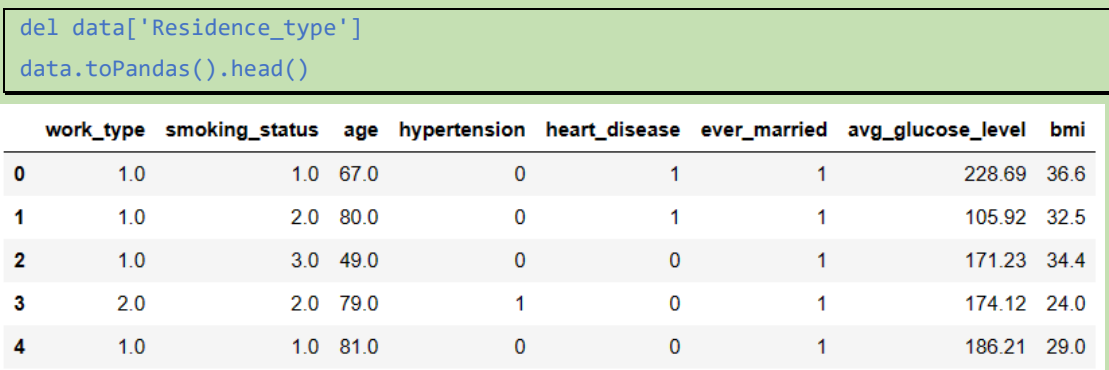 del data['Residence_type']
data.toPandas().head()
work_type smoking_status age hypertension heart_disease ever_married avg_glucose_level bmi
0 1.0 1.0 67.0 0 1 1 228.69 36.6
1 1.0 2.0 80.0 0 1 1 105.92 32.5
2 1.0 3.0 49.0 0 0 1 171.23 34.4
3 2.0 2.0 79.0 1 0 1 174.12 24.0
4 1.0 1.0 81.0 0 0 1 186.21 29.0